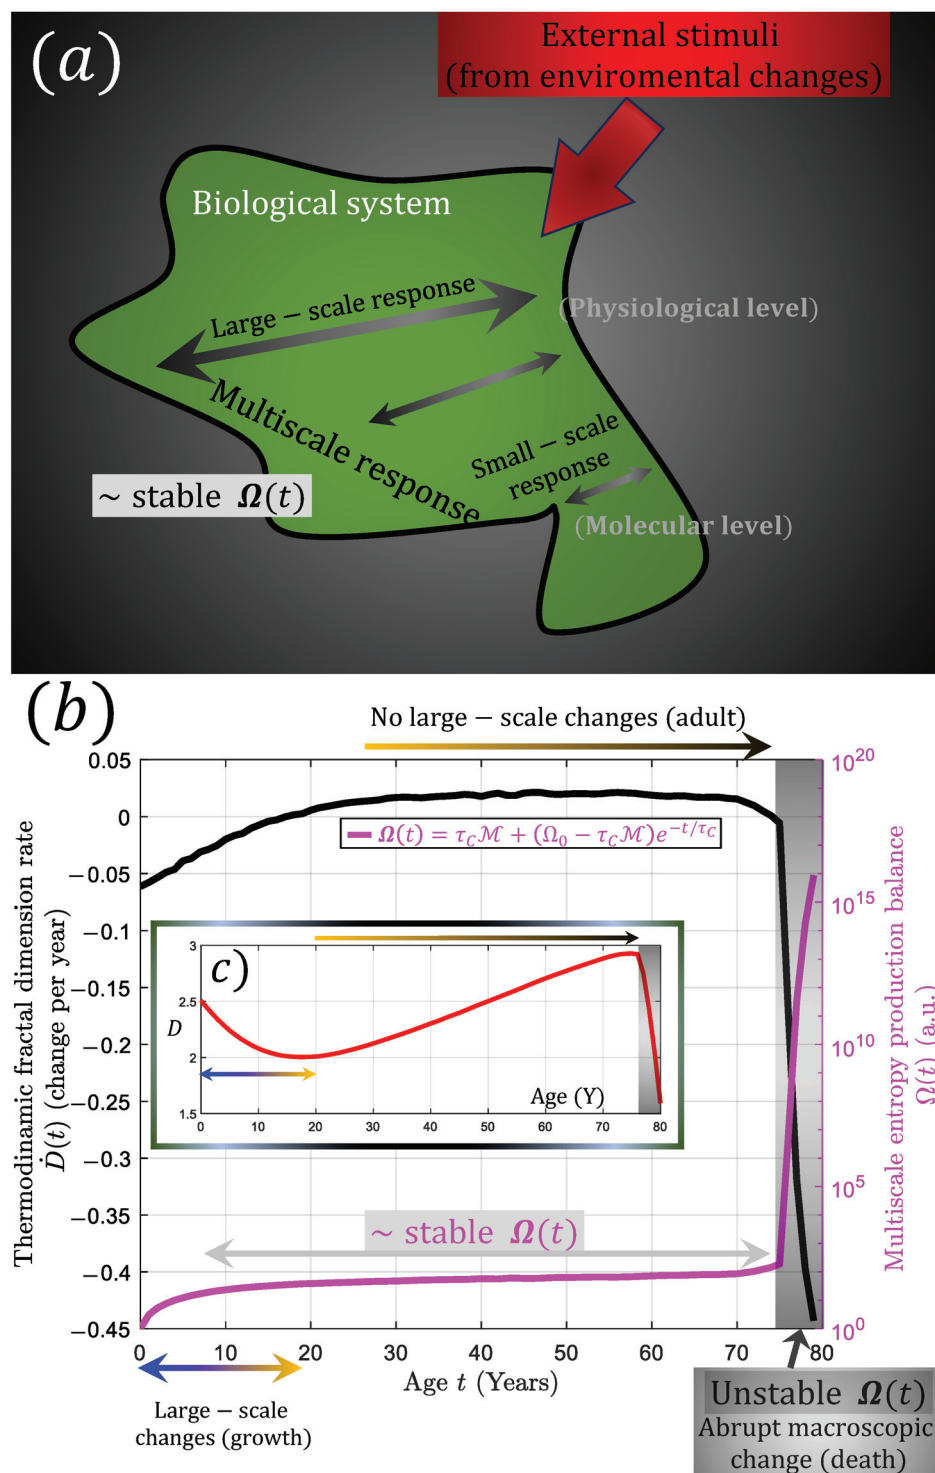 (a)
External stimuli
(from enviromental changes)
Biological system
Large − scale response
(Physiological level)
Multiscale response
Small − scale
response
~ stable Ω(t)
(Molecular level)
(b)
No large − scale changes (adult)
0.05
0
−0.05
−0.1
−0.15
−0.2
−0.25
−0.3
−0.35
−0.4
−0.45
Thermodinamic fractal dimension rate
Ḋ(t) (change per year)
10^20
10^15
10^10
10^5
10^0
Multiscale entropy production balance
Ω(t) (a.u.)
Ω(t) = τ_C ℳ + (Ω_0 − τ_C ℳ)e^{−t/τ_C}
c)
3
2.5
D
2
1.5
Age (Y)
0 10 20 30 40 50 60 70 80
~ stable Ω(t)
0 10 20 30 40 50 60 70 80
Age t (Years)
Large − scale
changes (growth)
Unstable Ω(t)
Abrupt macroscopic
change (death)